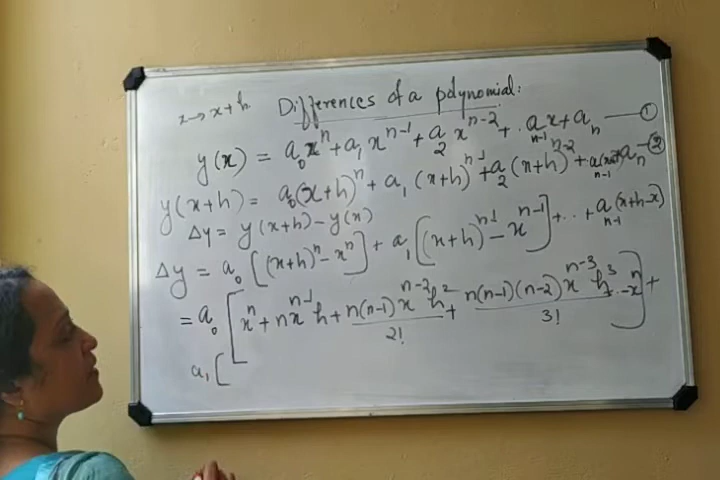 x→x+h. Differences of a polynomial:
y(x) = a₀xⁿ + a₁xⁿ⁻¹ + a₂xⁿ⁻² + .. aₙ₋₁x + aₙ — ①
y(x+h) = a₀(x+h)ⁿ + a₁(x+h)ⁿ⁻¹ + a₂(x+h)ⁿ⁻² + aₙ₋₁(x+h) + aₙ — ②
Δy = y(x+h) – y(x)
Δy = a₀[(x+h)ⁿ – xⁿ] + a₁[(x+h)ⁿ⁻¹ – xⁿ⁻¹] + .. + aₙ₋₁(x+h–x)
= a₀[xⁿ + nxⁿ⁻¹h + n(n-1)xⁿ⁻²h²/2! + n(n-1)(n-2)xⁿ⁻³h³/3! .. –xⁿ] +
a₁[